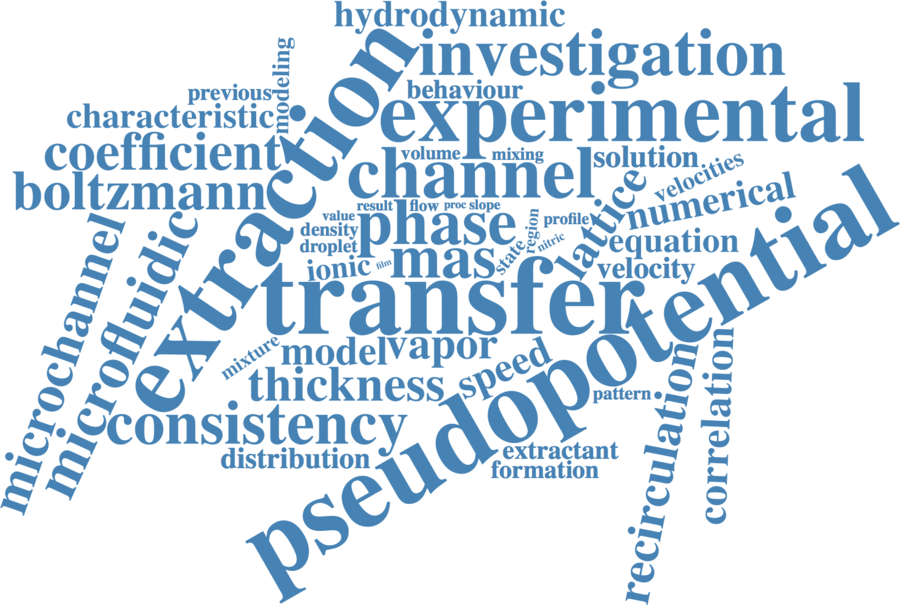 hydrodynamic
investigation
modeling
previous
behaviour
experimental
characteristic
extraction
coefficient
volume
mixing
solution
channel
boltzmann
velocities
lattice
numerical
pseudopotential
result
flow
proc
slope
value
phase
region
profile
density
droplet
nitric
equation
state
microchannel
microfluidic
ionic
film
mas
velocity
transfer
mixture
model
vapor
speed
thickness
pattern
consistency
recirculation
correlation
distribution
extractant
formation